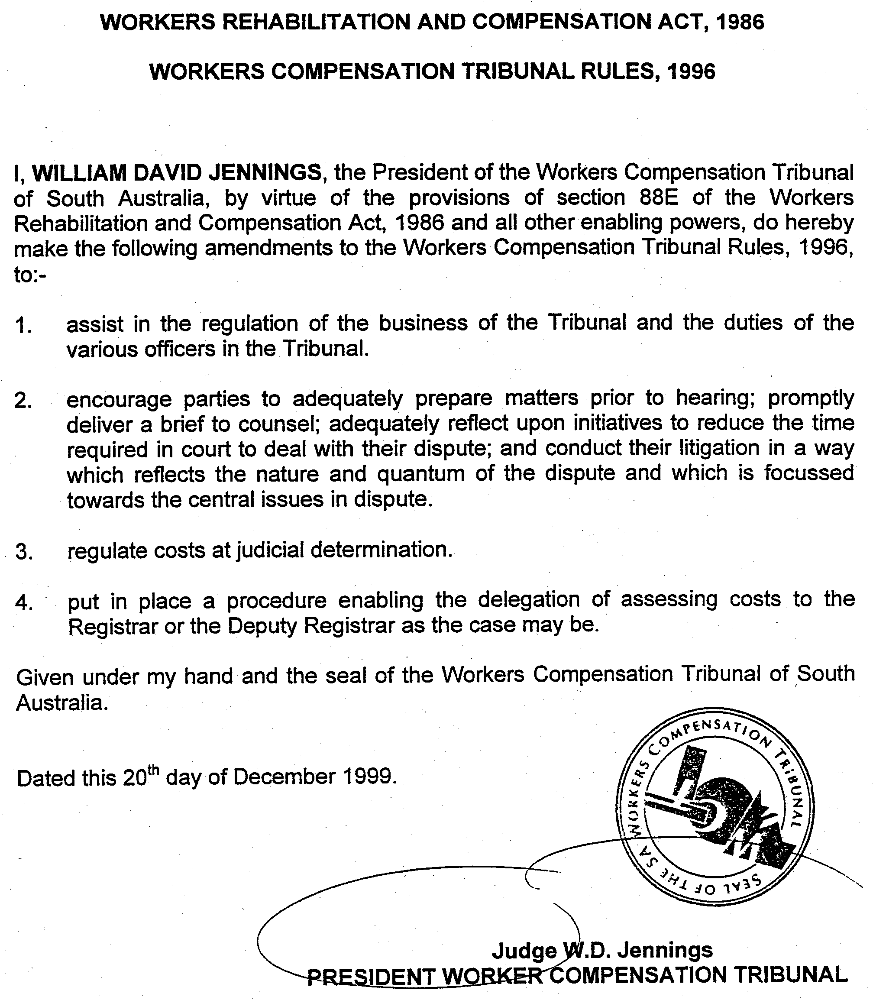 WORKERS REHABILITATION AND COMPENSATION ACT, 1986
WORKERS COMPENSATION TRIBUNAL RULES, 1996
I, WILLIAM DAVID JENNINGS, the President of the Workers Compensation Tribunal
of South Australia, by virtue of the provisions of section 88E of the Workers
Rehabilitation and Compensation Act, 1986 and all other enabling powers, do hereby
make the following amendments to the Workers Compensation Tribunal Rules, 1996,
to:-
1. assist in the regulation of the business of the Tribunal and the duties of the
various officers in the Tribunal.
2. encourage parties to adequately prepare matters prior to hearing; promptly
deliver a brief to counsel; adequately reflect upon initiatives to reduce the time
required in court to deal with their dispute; and conduct their litigation in a way
which reflects the nature and quantum of the dispute and which is focussed
towards the central issues in dispute.
3. regulate costs at judicial determination.
4. put in place a procedure enabling the delegation of assessing costs to the
Registrar or the Deputy Registrar as the case may be.
Given under my hand and the seal of the Workers Compensation Tribunal of South
Australia.
Dated this 20th day of December 1999.
SEAL OF THE SA WORKERS COMPENSATION TRIBUNAL
Judge W.D. Jennings
PRESIDENT WORKER COMPENSATION TRIBUNAL